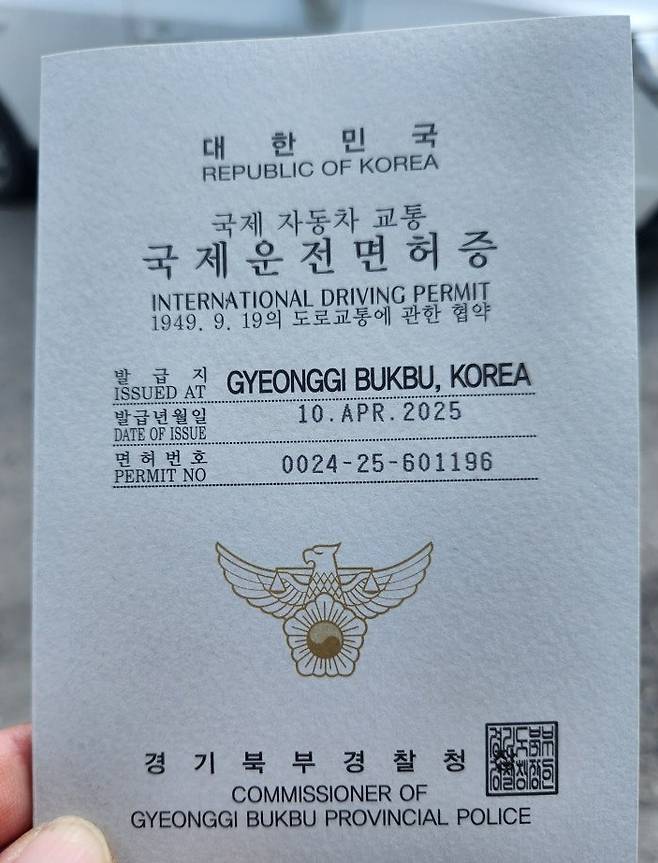 대한민국
REPUBLIC OF KOREA
국제 자동차 교통
국제운전면허증
INTERNATIONAL DRIVING PERMIT
1949. 9. 19의 도로교통에 관한 협약
발급지
ISSUED AT GYEONGGI BUKBU, KOREA
발급년월일 10.APR.2025
DATE OF ISSUE
면허번호 0024-25-601196
PERMIT NO
경기북부경찰청
COMMISSIONER OF
GYEONGGI BUKBU PROVINCIAL POLICE